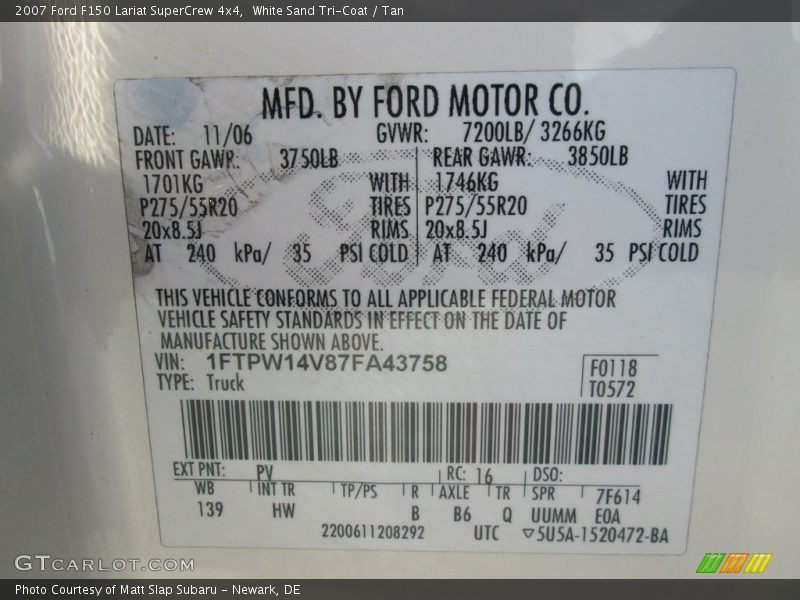 2007 Ford F150 Lariat SuperCrew 4x4,  White Sand Tri-Coat / Tan
MFD. BY FORD MOTOR CO.
DATE: 11/06 GVWR: 7200LB/ 3266KG
FRONT GAWR: 3750LB REAR GAWR: 3850LB
1701KG WITH 1746KG WITH
P275/55R20 TIRES P275/55R20 TIRES
20x8.5J RIMS 20x8.5J RIMS
AT 240 kPa/ 35 PSI COLD AT 240 kPa/ 35 PSI COLD
Ford
THIS VEHICLE CONFORMS TO ALL APPLICABLE FEDERAL MOTOR
VEHICLE SAFETY STANDARDS IN EFFECT ON THE DATE OF
MANUFACTURE SHOWN ABOVE.
VIN: 1FTPW14V87FA43758 F0118
TYPE: Truck T0572
EXT PNT: PV RC: 16 DSO:
WB INT TR TP/PS R AXLE TR SPR 7F614
139 HW B B6 Q UUMM E0A
2200611208292 UTC ▽5U5A-1520472-BA
GTCARLOT.COM
Photo Courtesy of Matt Slap Subaru - Newark, DE